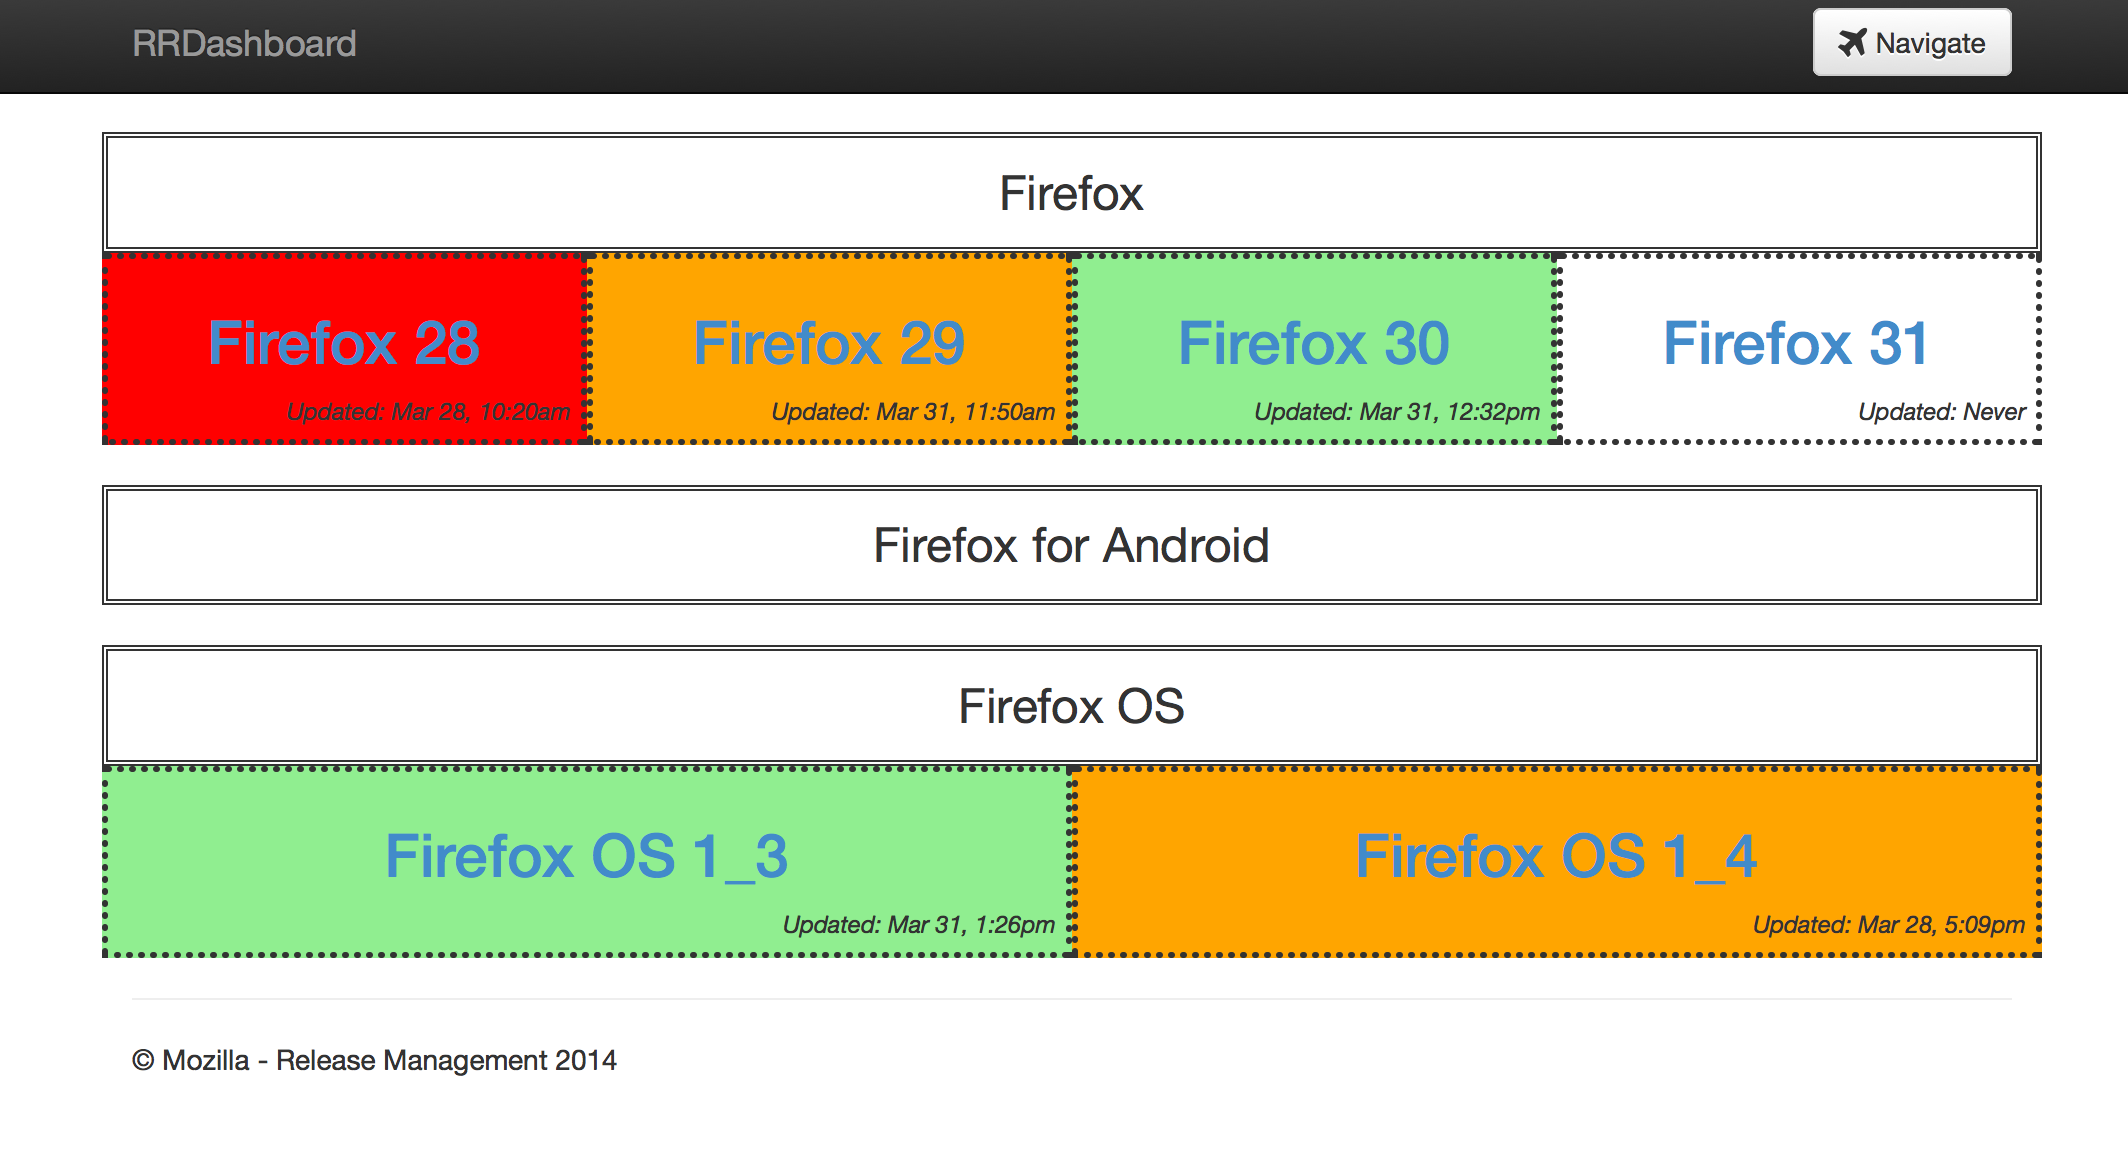 RRDashboard
Navigate
Firefox
Firefox 28
Updated: Mar 28, 10:20am
Firefox 29
Updated: Mar 31, 11:50am
Firefox 30
Updated: Mar 31, 12:32pm
Firefox 31
Updated: Never
Firefox for Android
Firefox OS
Firefox OS 1_3
Updated: Mar 31, 1:26pm
Firefox OS 1_4
Updated: Mar 28, 5:09pm
© Mozilla - Release Management 2014